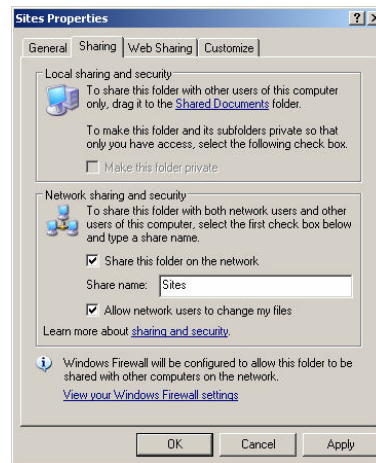 Sites Properties
General Sharing Web Sharing Customize
Local sharing and security
To share this folder with other users of this computer
only, drag it to the Shared Documents folder.
To make this folder and its subfolders private so that
only you have access, select the following check box.
Make this folder private
Network sharing and security
To share this folder with both network users and other
users of this computer, select the first check box below
and type a share name.
Share this folder on the network
Share name: Sites
Allow network users to change my files
Learn more about sharing and security.
Windows Firewall will be configured to allow this folder to be
shared with other computers on the network.
View your Windows Firewall settings
OK Cancel Apply